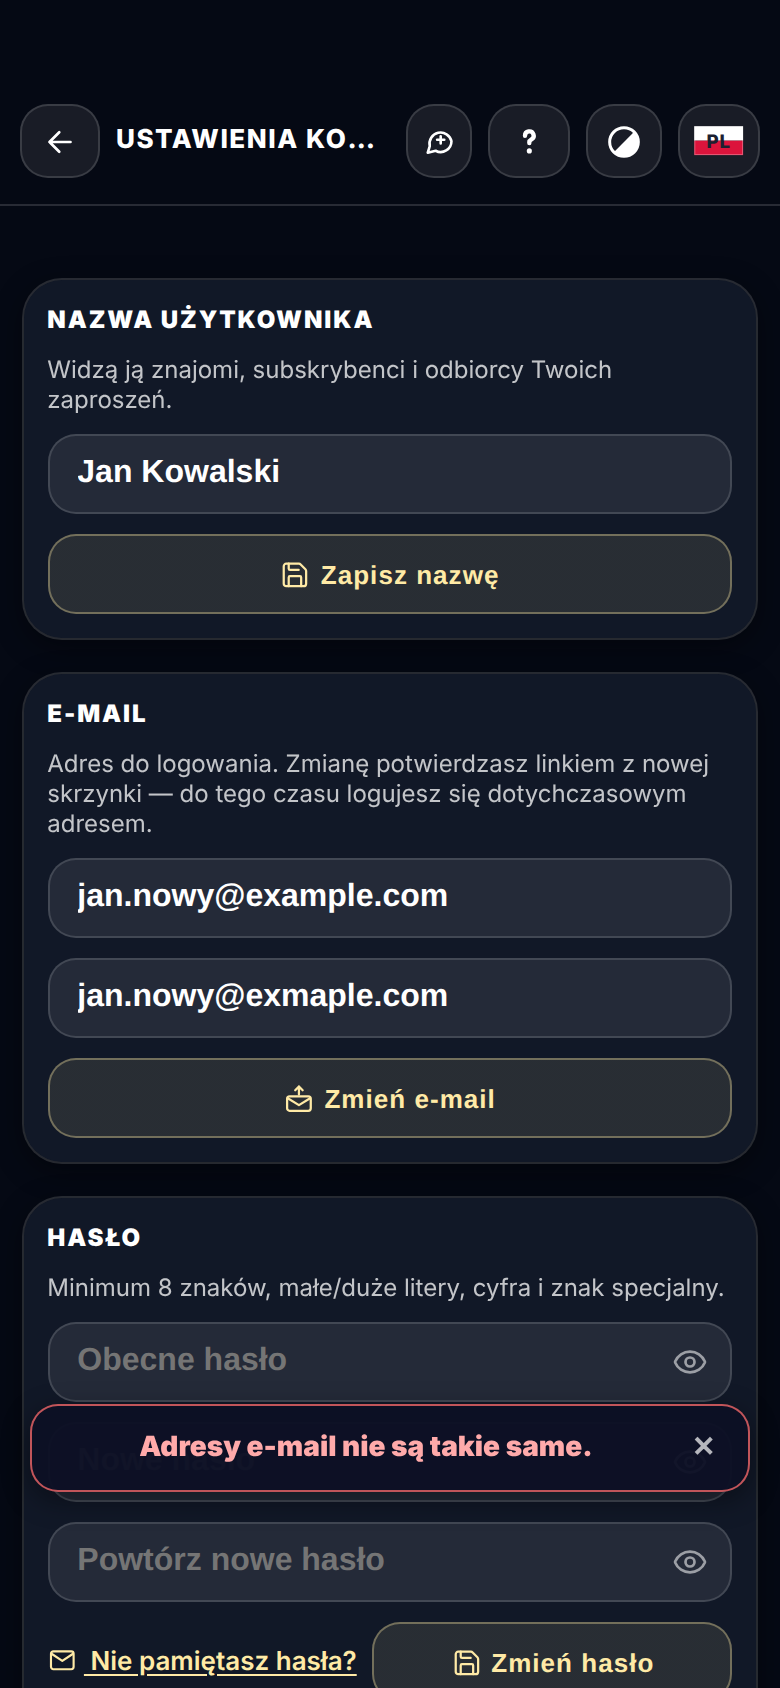 USTAWIENIA KO...
?
PL
NAZWA UŻYTKOWNIKA
Widzą ją znajomi, subskrybenci i odbiorcy Twoich
zaproszeń.
Jan Kowalski
Zapisz nazwę
E-MAIL
Adres do logowania. Zmianę potwierdzasz linkiem z nowej
skrzynki — do tego czasu logujesz się dotychczasowym
adresem.
jan.nowy@example.com
jan.nowy@exmaple.com
Zmień e-mail
HASŁO
Minimum 8 znaków, małe/duże litery, cyfra i znak specjalny.
Obecne hasło
Adresy e-mail nie są takie same.
Powtórz nowe hasło
Nie pamiętasz hasła?
Zmień hasło